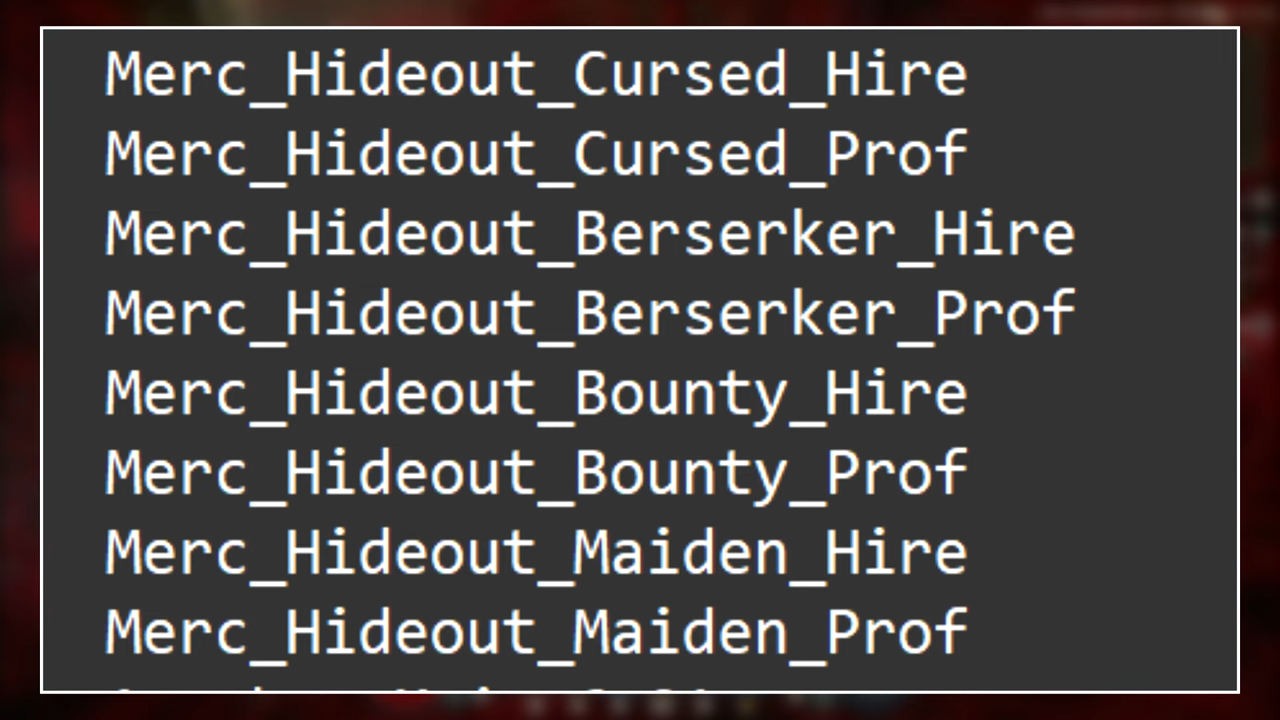 Merc_Hideout_Cursed_Hire
Merc_Hideout_Cursed_Prof
Merc_Hideout_Berserker_Hire
Merc_Hideout_Berserker_Prof
Merc_Hideout_Bounty_Hire
Merc_Hideout_Bounty_Prof
Merc_Hideout_Maiden_Hire
Merc_Hideout_Maiden_Prof